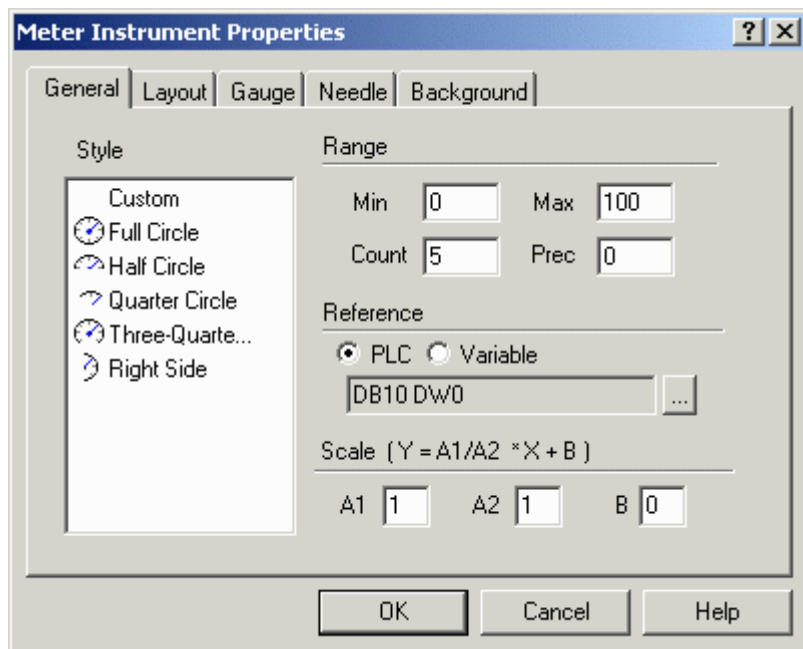 Meter Instrument Properties
General Layout Gauge Needle Background
Style
Custom
Full Circle
Half Circle
Quarter Circle
Three-Quarte...
Right Side
Range
Min 0 Max 100
Count 5 Prec 0
Reference
PLC Variable
DB10 DW0 ...
Scale ( Y = A1/A2 * X + B )
A1 1 A2 1 B 0
OK Cancel Help